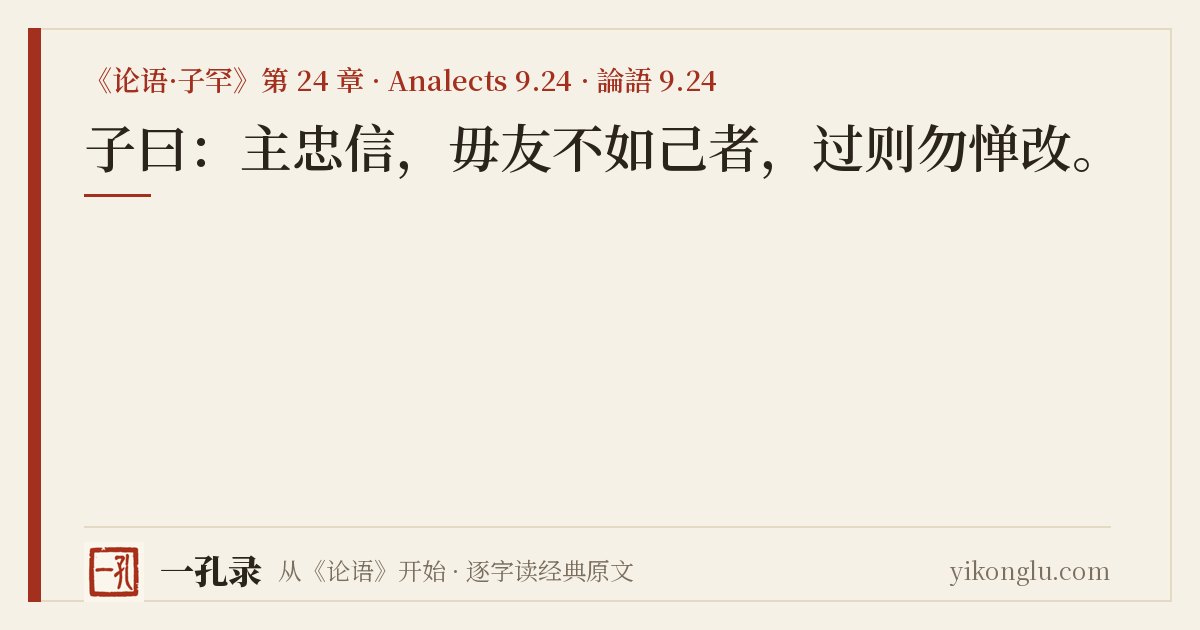 《论语·子罕》第 24 章 · Analects 9.24 · 論語 9.24
子曰：主忠信，毋友不如己者，过则勿惮改。
一孔
一孔录 从《论语》开始 · 逐字读经典原文 yikonglu.com